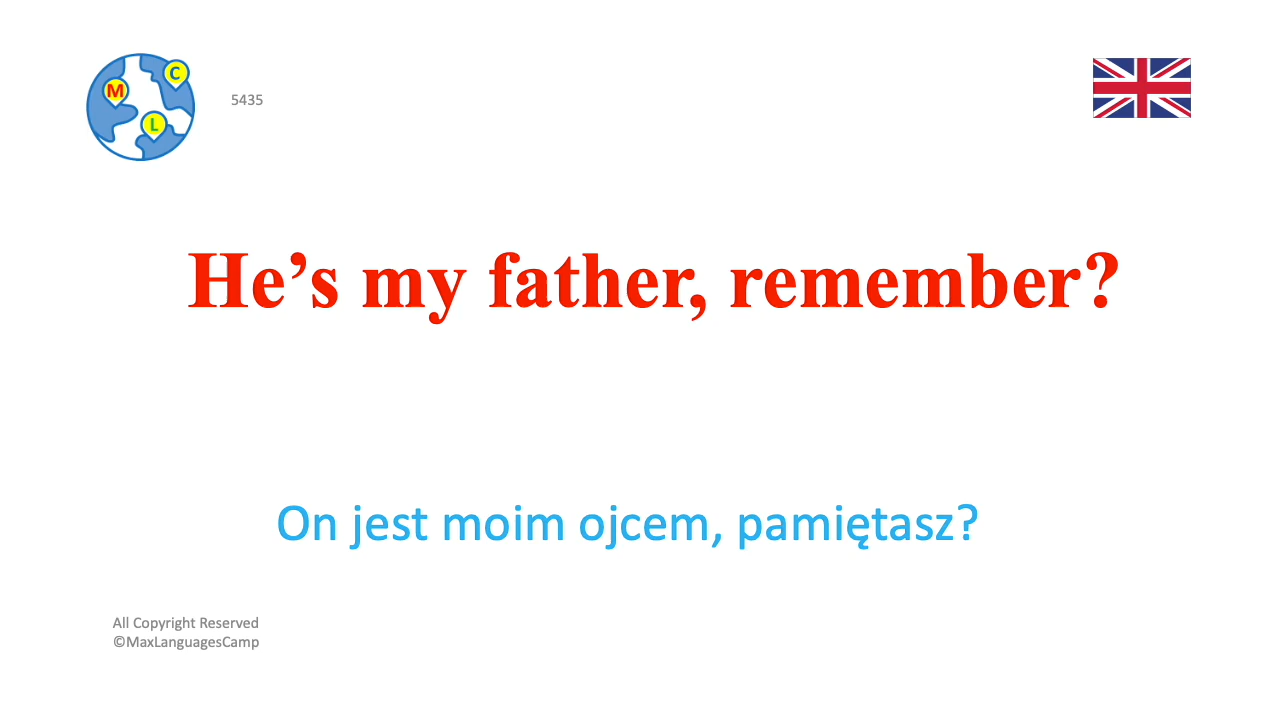 M
C
L
5435
He’s my father, remember?
On jest moim ojcem, pamiętasz?
All Copyright Reserved
©MaxLanguagesCamp